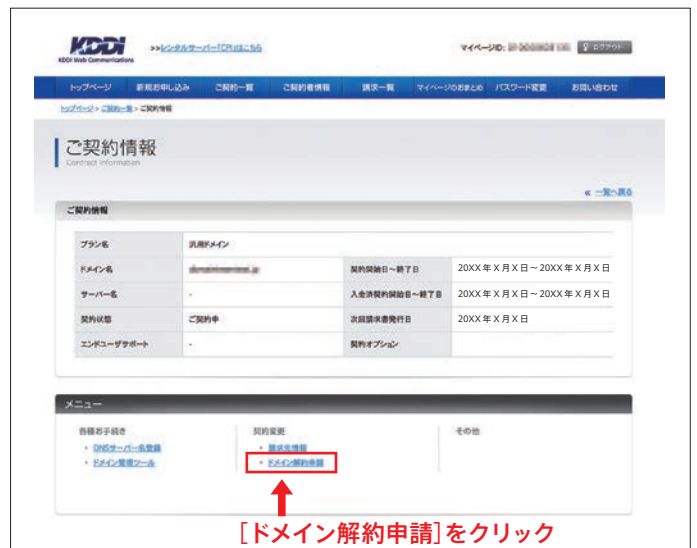 KDDI
KDDI Web Communications
>>レンタルサーバー「CPI」はこちら
マイページID:
ログアウト
トップページ 新規お申し込み ご契約一覧 ご契約者情報 請求一覧 マイページのおまとめ パスワード変更 お問い合わせ
トップページ > ご契約一覧 > ご契約情報
ご契約情報
Contract Information
« 一覧へ戻る
ご契約情報
プラン名 汎用ドメイン
ドメイン名 契約開始日～終了日 20XX年X月X日～20XX年X月X日
サーバー名 - 入金済契約開始日～終了日 20XX年X月X日～20XX年X月X日
契約状態 ご契約中 次回請求書発行日 20XX年X月X日
エンドユーザサポート - 契約オプション
メニュー
各種お手続き 契約変更 その他
DNSサーバー名登録 請求先情報
ドメイン管理ツール ドメイン解約申請
［ドメイン解約申請］をクリック